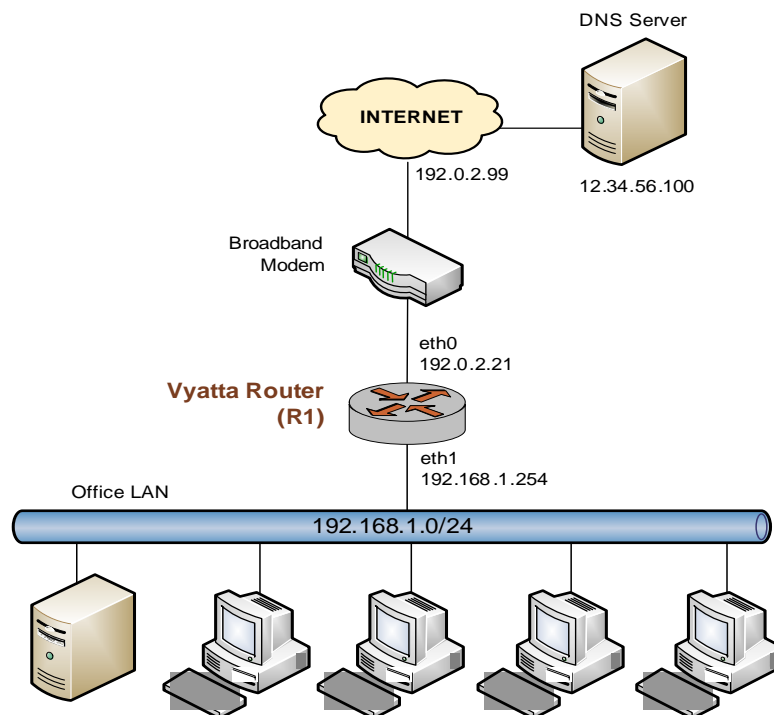 DNS Server
INTERNET
192.0.2.99
12.34.56.100
Broadband
Modem
eth0
192.0.2.21
Vyatta Router
(R1)
eth1
192.168.1.254
Office LAN
192.168.1.0/24